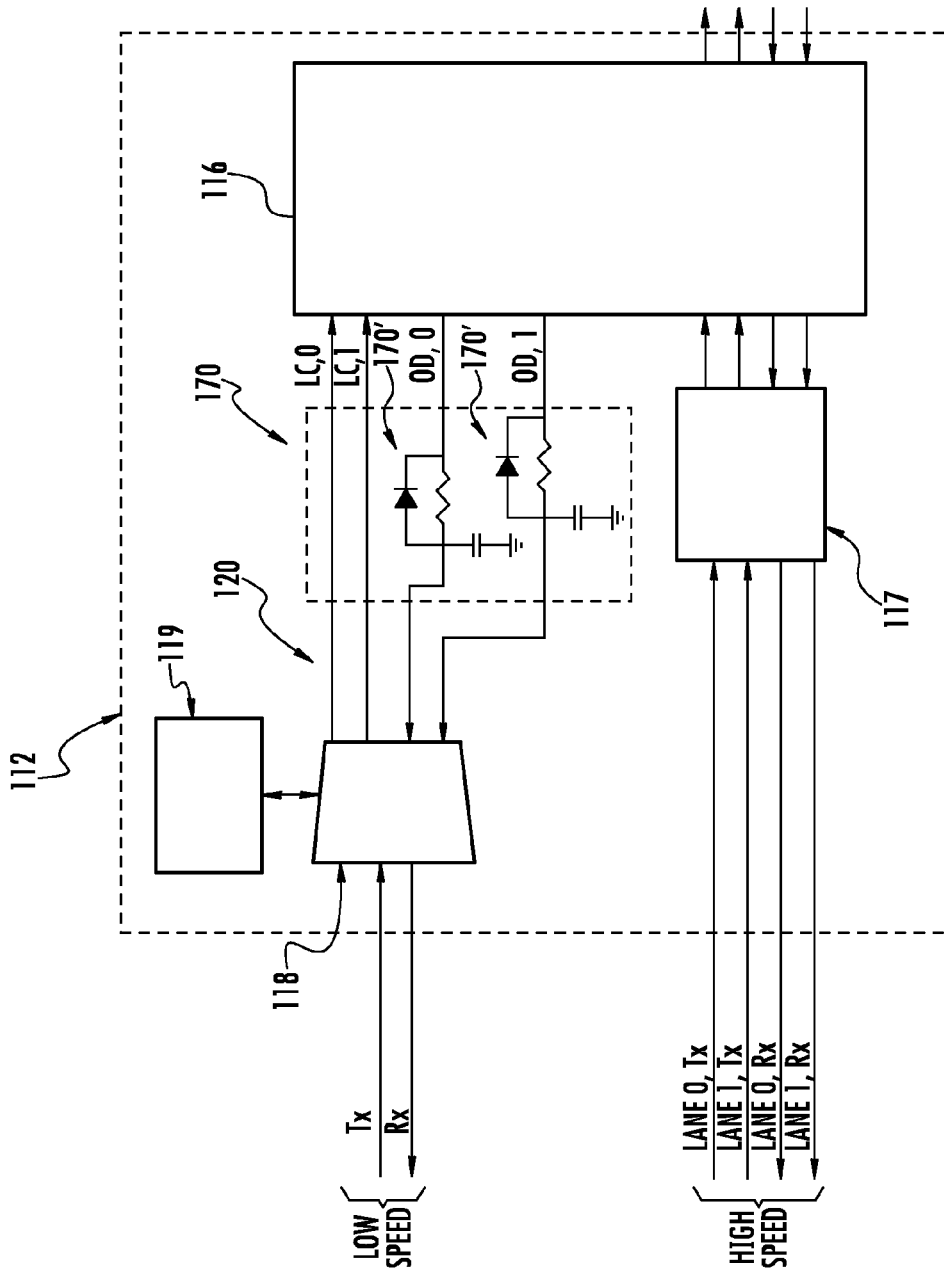 112
119
120
170
116
LC,0
LC,1
170'
OD, 0
170'
OD, 1
118
Tx
Rx
LOW
SPEED
LANE 0, Tx
LANE 1, Tx
LANE 0, Rx
LANE 1, Rx
HIGH
SPEED
117